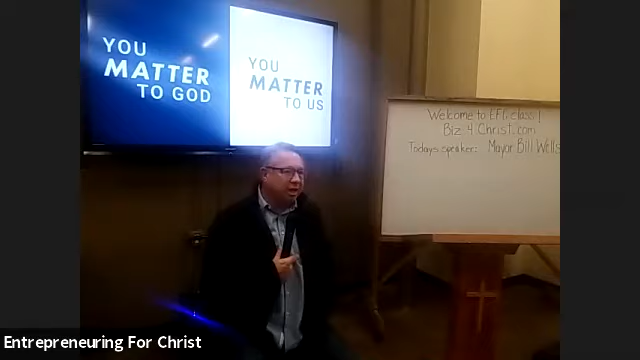 YOU
MATTER
TO GOD
YOU
MATTER
TO US
Welcome to EFC class!
Biz 4 Christ.com
Todays speaker: Mayor Bill Wells
Entrepreneuring For Christ